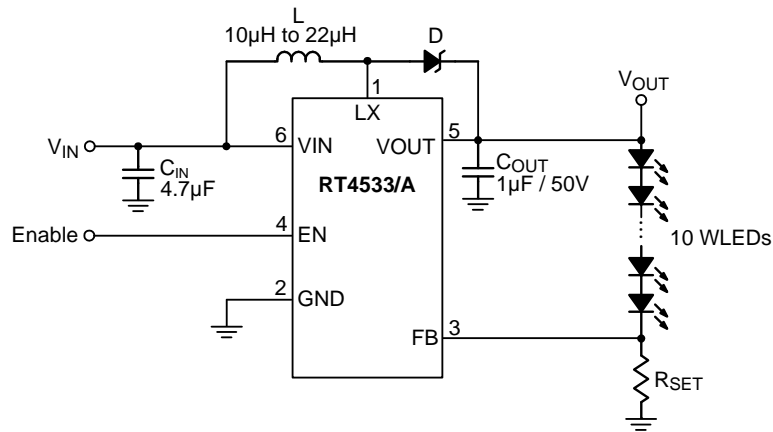 L
10µH to 22µH
D
1
LX
VOUT
VIN
6
VIN
VOUT
5
CIN
4.7µF
RT4533/A
COUT
1µF / 50V
Enable
4
EN
10 WLEDs
2
GND
FB
3
RSET